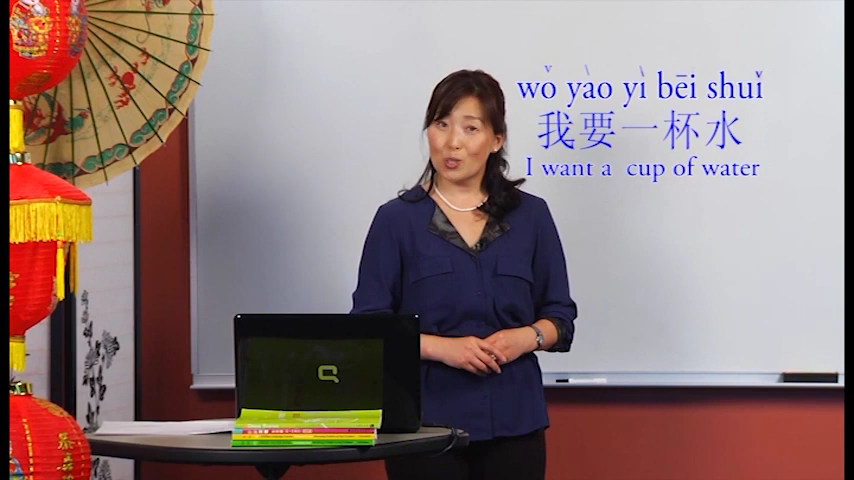 wǒ yào yì bēi shuǐ
我要一杯水
I want a cup of water